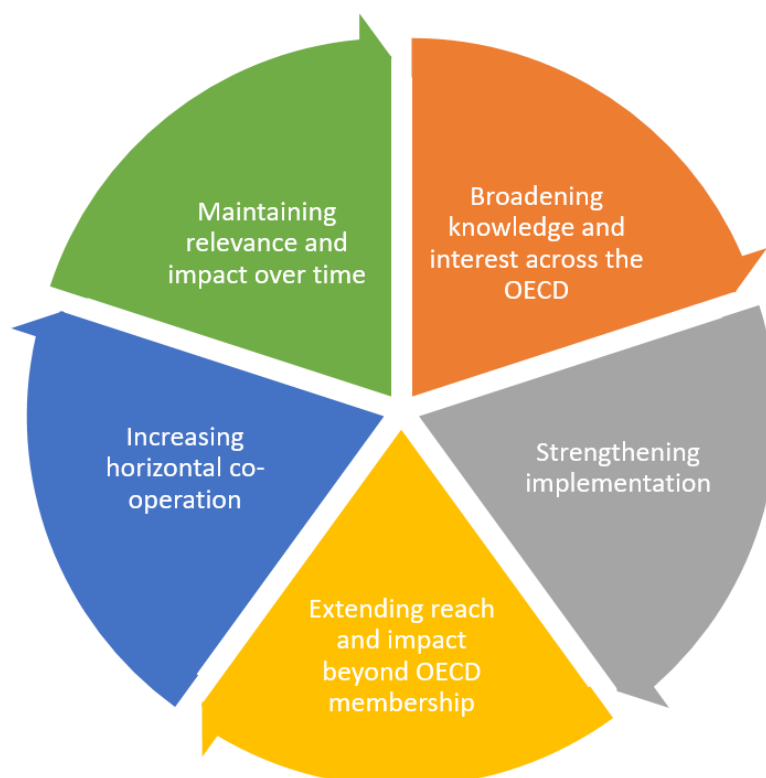 Broadening
knowledge and
interest across the
OECD
Strengthening
implementation
Extending reach
and impact
beyond OECD
membership
Increasing
horizontal co-
operation
Maintaining
relevance and
impact over time